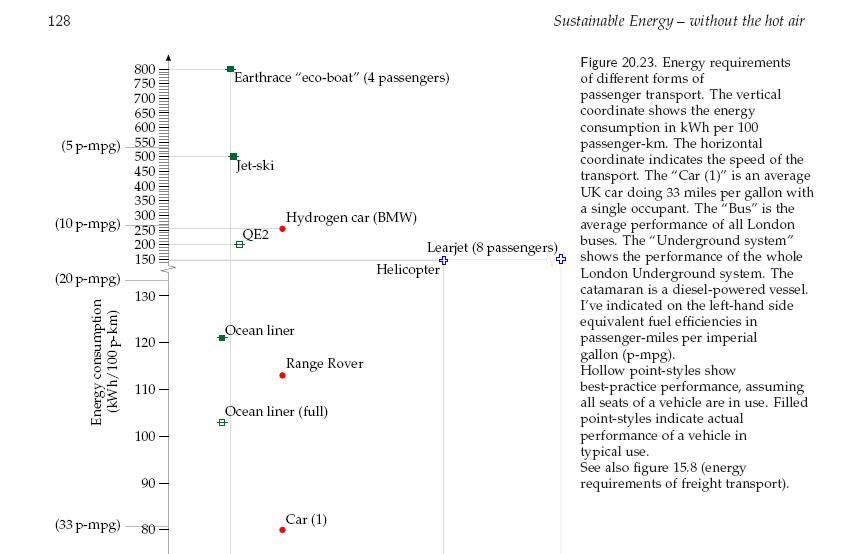 128
Sustainable Energy – without the hot air
800
Earthrace “eco-boat” (4 passengers)
750
700
650
600
550
(5 p-mpg)
500
Jet-ski
450
400
350
300
Hydrogen car (BMW)
(10 p-mpg)
250
QE2
200
Learjet (8 passengers)
150
Helicopter
(20 p-mpg)
130
120
Ocean liner
Range Rover
110
Ocean liner (full)
100
90
Car (1)
(33 p-mpg)
80
Energy consumption
(kWh/100 p-km)
Figure 20.23. Energy requirements
of different forms of
passenger transport. The vertical
coordinate shows the energy
consumption in kWh per 100
passenger-km. The horizontal
coordinate indicates the speed of the
transport. The “Car (1)” is an average
UK car doing 33 miles per gallon with
a single occupant. The “Bus” is the
average performance of all London
buses. The “Underground system”
shows the performance of the whole
London Underground system. The
catamaran is a diesel-powered vessel.
I’ve indicated on the left-hand side
equivalent fuel efficiencies in
passenger-miles per imperial
gallon (p-mpg).
Hollow point-styles show
best-practice performance, assuming
all seats of a vehicle are in use. Filled
point-styles indicate actual
performance of a vehicle in
typical use.
See also figure 15.8 (energy
requirements of freight transport).